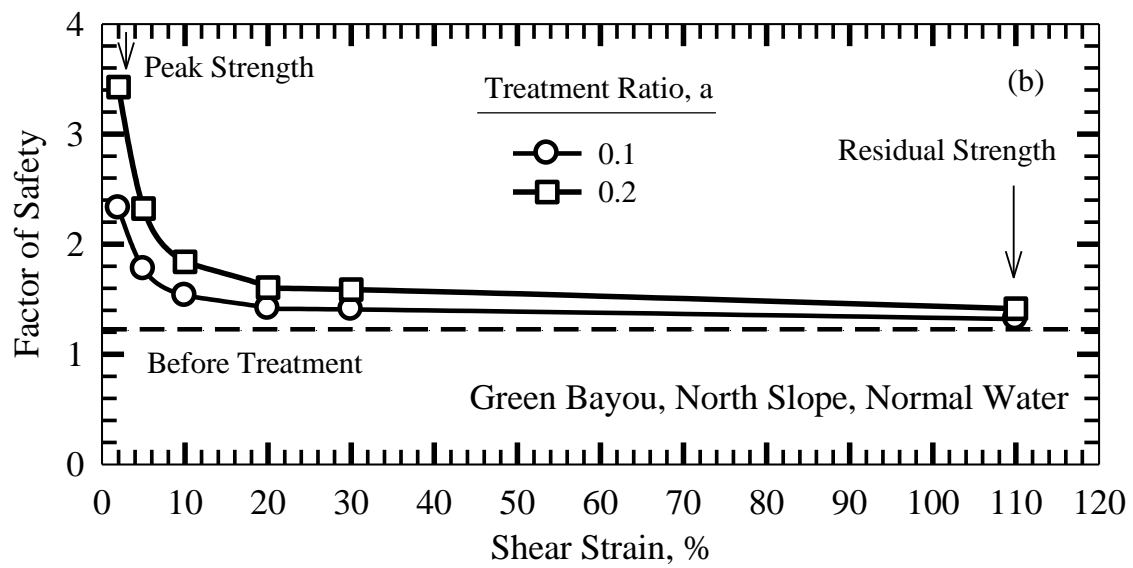 4
Peak Strength
(b)
Treatment Ratio, a
3
0.1
Residual Strength
0.2
Factor of Safety
2
1
Before Treatment
Green Bayou, North Slope, Normal Water
0
0 10 20 30 40 50 60 70 80 90 100 110 120
Shear Strain, %